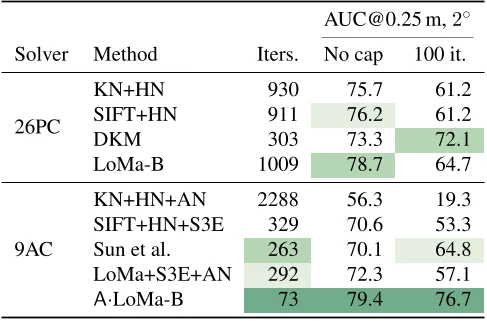 AUC@0.25 m, 2°
Solver Method Iters. No cap 100 it.
26PC
KN+HN 930 75.7 61.2
SIFT+HN 911 76.2 61.2
DKM 303 73.3 72.1
LoMa-B 1009 78.7 64.7
9AC
KN+HN+AN 2288 56.3 19.3
SIFT+HN+S3E 329 70.6 53.3
Sun et al. 263 70.1 64.8
LoMa+S3E+AN 292 72.3 57.1
A·LoMa-B 73 79.4 76.7